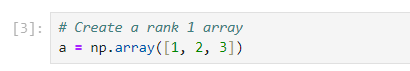 [3]: # Create a rank 1 array
a = np.array([1, 2, 3])